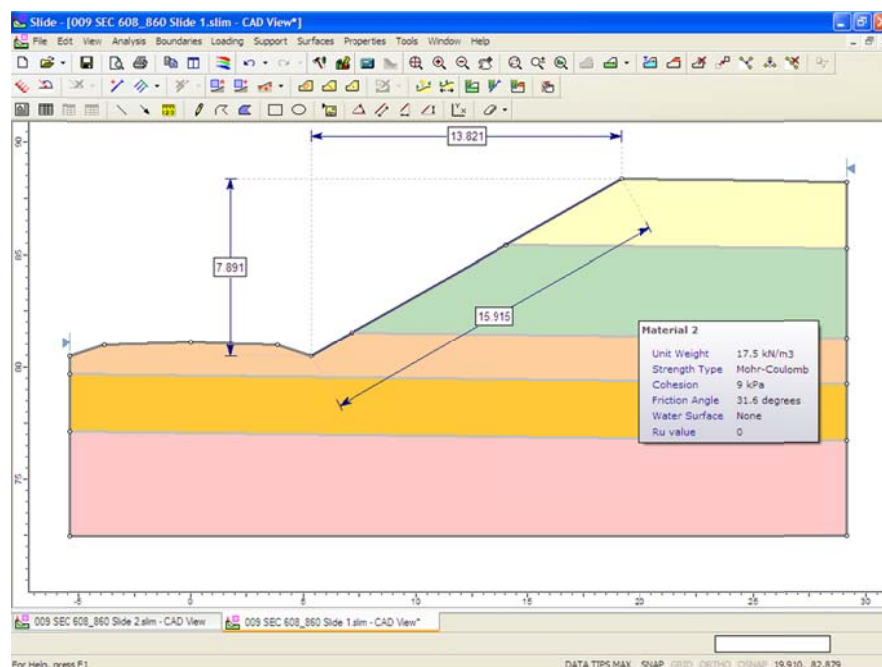 Slide - [009 SEC 608_860 Slide 1.slim - CAD View*]
File Edit View Analysis Boundaries Loading Support Surfaces Properties Tools Window Help
13.821
90
85
7.891
15.915
80
75
Material 2
Unit Weight 17.5 kN/m3
Strength Type Mohr-Coulomb
Cohesion 9 kPa
Friction Angle 31.6 degrees
Water Surface None
Ru value 0
-5 0 5 10 15 20 25 30
009 SEC 608_860 Slide 2.slim - CAD View 009 SEC 608_860 Slide 1.slim - CAD View*
For Help, press F1 DATA TIPS MAX SNAP GRID ORTHO OSNAP 19.910, 82.879